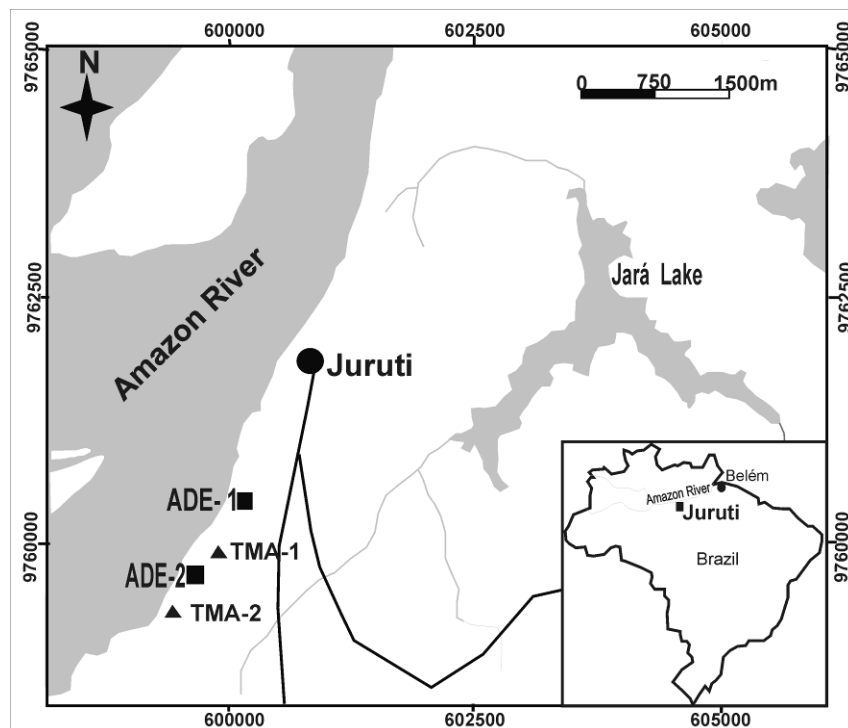 600000 602500 605000
9765000 9765000
N
0 750 1500m
Amazon River
Jará Lake
9762500 9762500
Juruti
ADE- 1
TMA-1
ADE-2
TMA-2
9760000 9760000
Belém
Amazon River
Juruti
Brazil
600000 602500 605000